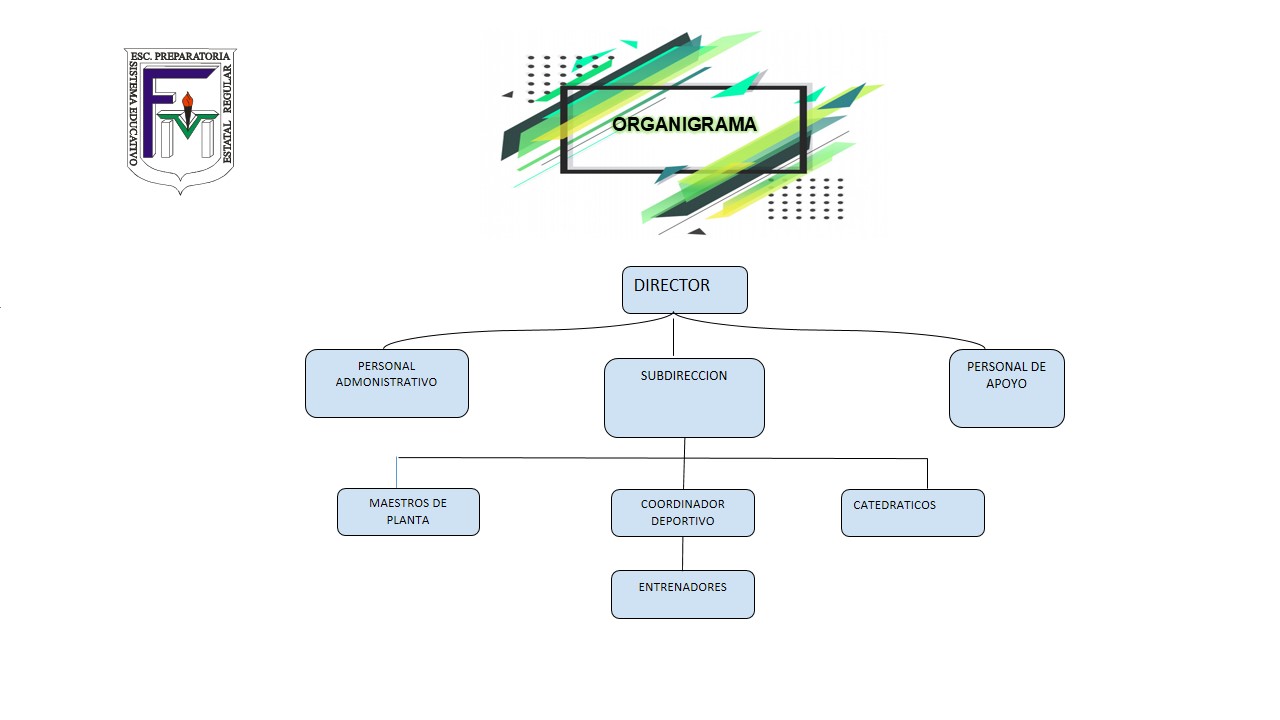 ESC. PREPARATORIA
SISTEMA EDUCATIVO
ESTATAL REGULAR
ORGANIGRAMA
DIRECTOR
PERSONAL
ADMONISTRATIVO
SUBDIRECCION
PERSONAL DE
APOYO
MAESTROS DE
PLANTA
COORDINADOR
DEPORTIVO
CATEDRATICOS
ENTRENADORES